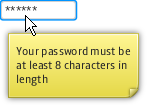 ******
Your password must be
at least 8 characters in
length